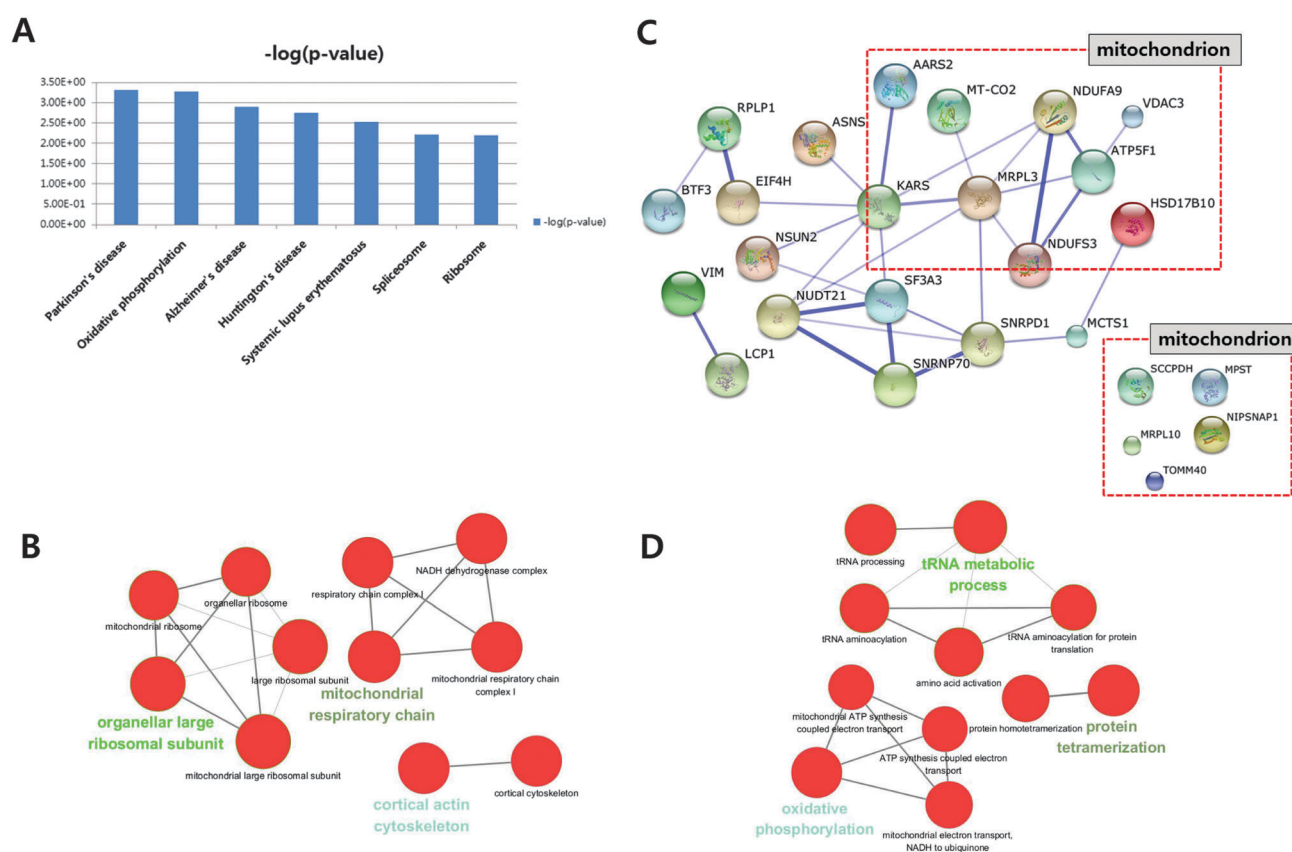 A
-log(p-value)
3.50E+00
3.00E+00
2.50E+00
2.00E+00
1.50E+00
1.00E+00
5.00E-01
0.00E+00
-log(p-value)
Parkinson's disease
Oxidative phosphorylation
Alzheimer's disease
Huntington's disease
Systemic lupus erythematosus
Spliceosome
Ribosome
C
mitochondrion
AARS2
MT-CO2
NDUFA9
VDAC3
RPLP1
ASNS
ATP5F1
BTF3
EIF4H
KARS
MRPL3
HSD17B10
NSUN2
NDUFS3
VIM
NUDT21
SF3A3
SNRPD1
MCTS1
LCP1
SNRNP70
mitochondrion
SCCPDH
MPST
NIPSNAP1
MRPL10
TOMM40
B
mitochondrial ribosome
organellar ribosome
large ribosomal subunit
organellar large
ribosomal subunit
mitochondrial large ribosomal subunit
respiratory chain complex I
NADH dehydrogenase complex
mitochondrial respiratory chain
complex I
mitochondrial
respiratory chain
cortical actin
cytoskeleton
cortical cytoskeleton
D
tRNA processing
tRNA metabolic
process
tRNA aminoacylation
tRNA aminoacylation for protein
translation
amino acid activation
mitochondrial ATP synthesis
coupled electron transport
ATP synthesis coupled electron
transport
protein homotetramerization
protein
tetramerization
oxidative
phosphorylation
mitochondrial electron transport,
NADH to ubiquinone